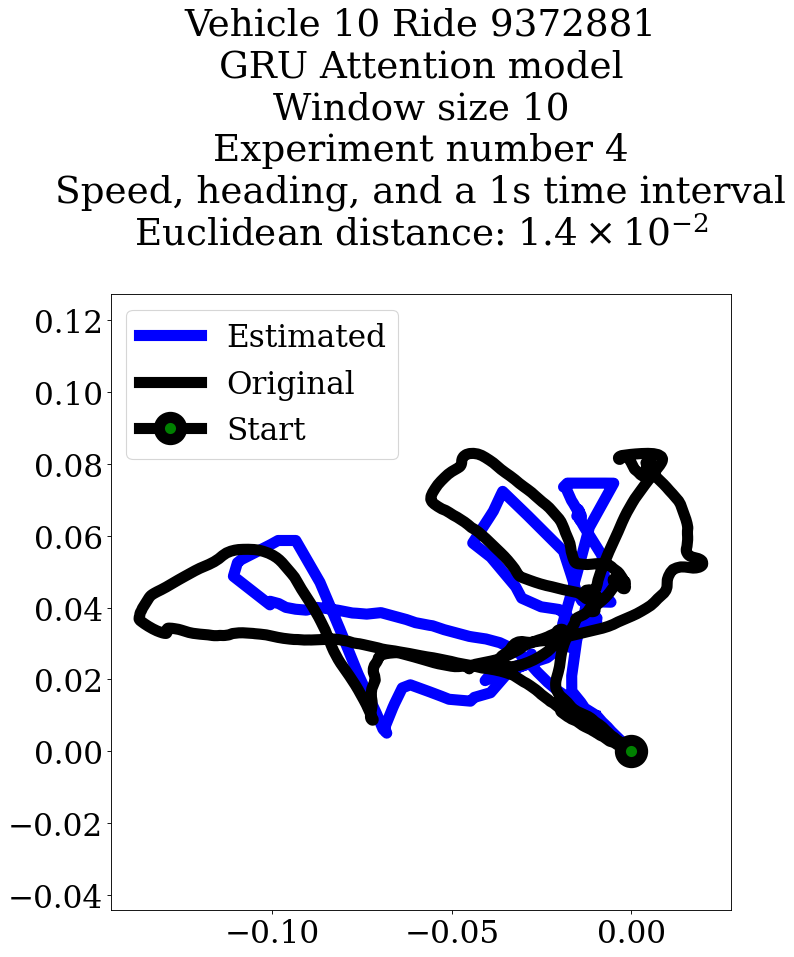 Vehicle 10 Ride 9372881
GRU Attention model
Window size 10
Experiment number 4
Speed, heading, and a 1s time interval
Euclidean distance: 1.4 × 10⁻²
Estimated
Original
Start
0.12
0.10
0.08
0.06
0.04
0.02
0.00
−0.02
−0.04
−0.10 −0.05 0.00